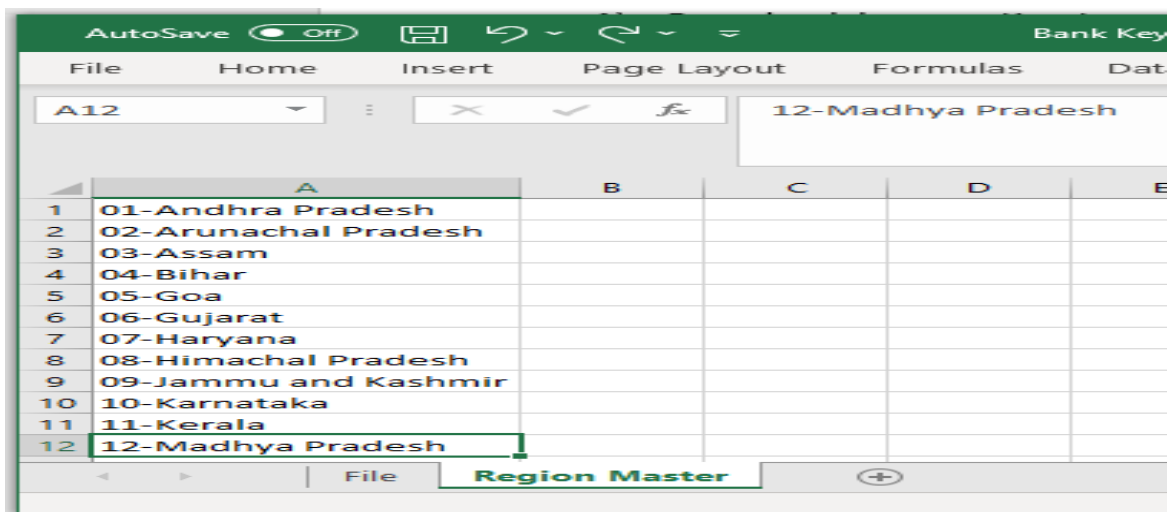 AutoSave Off Bank Key
File Home Insert Page Layout Formulas Dat
A12 fx 12-Madhya Pradesh
A B C D E
1 01-Andhra Pradesh
2 02-Arunachal Pradesh
3 03-Assam
4 04-Bihar
5 05-Goa
6 06-Gujarat
7 07-Haryana
8 08-Himachal Pradesh
9 09-Jammu and Kashmir
10 10-Karnataka
11 11-Kerala
12 12-Madhya Pradesh
File Region Master